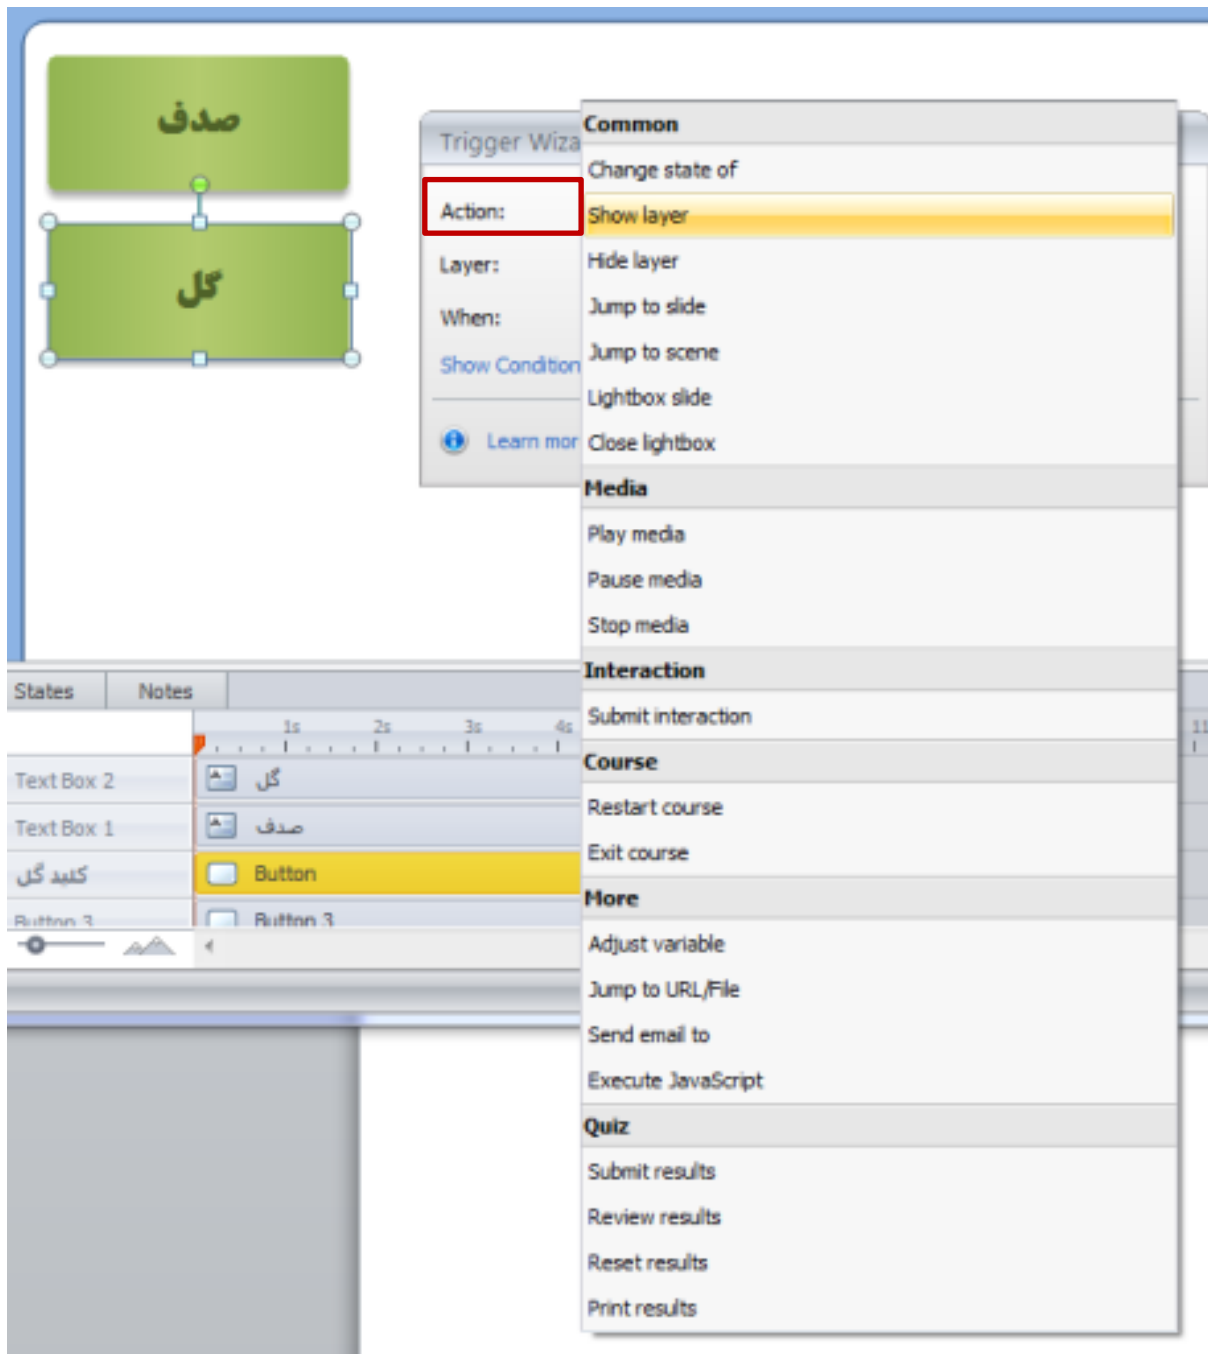 صدف
گل
Trigger Wiza
Action:
Layer:
When:
Show Condition
Learn mor
Common
Change state of
Show layer
Hide layer
Jump to slide
Jump to scene
Lightbox slide
Close lightbox
Media
Play media
Pause media
Stop media
Interaction
Submit interaction
Course
Restart course
Exit course
More
Adjust variable
Jump to URL/File
Send email to
Execute JavaScript
Quiz
Submit results
Review results
Reset results
Print results
States Notes
1s 2s 3s 4s 11
Text Box 2 گل
Text Box 1 صدف
کلید گل Button
Button 3 Button 3